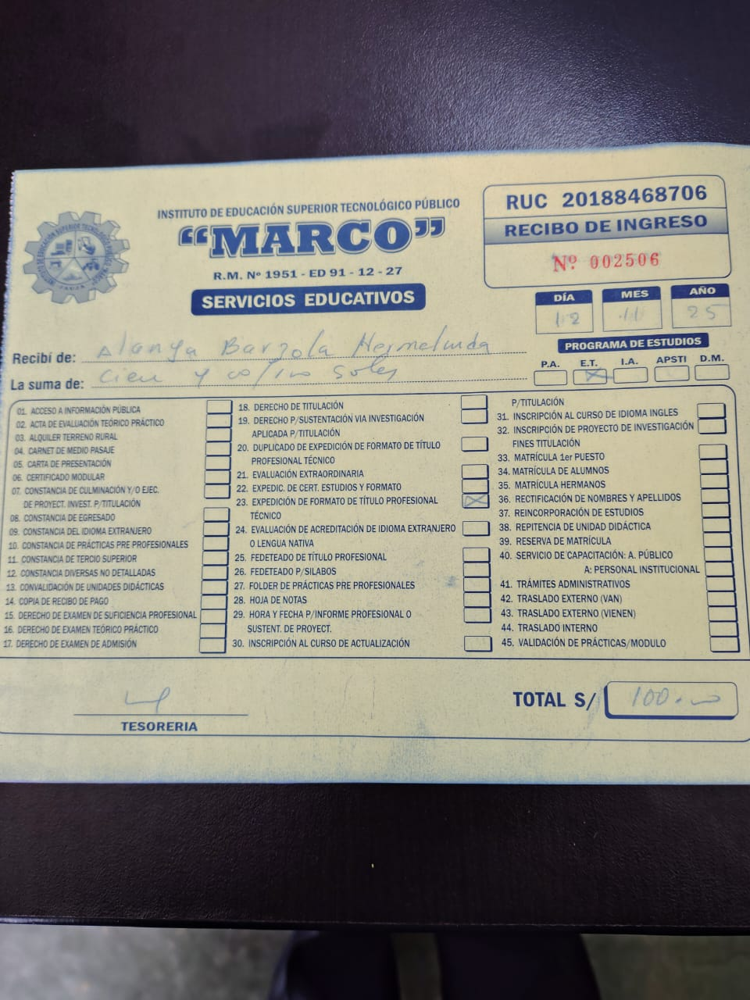 INSTITUTO DE EDUCACIÓN SUPERIOR TECNOLÓGICO PÚBLICO
"MARCO"
R.M. Nº 1951 - ED 91 - 12 - 27
SERVICIOS EDUCATIVOS
RUC 20188468706
RECIBO DE INGRESO
Nº 002506
DÍA MES AÑO
12 11 25
Recibí de: Alanya Barzola Hermelinda
La suma de: Cien y 00/100 soles
PROGRAMA DE ESTUDIOS
P.A. E.T. I.A. APSTI D.M.
01. ACCESO A INFORMACIÓN PÚBLICA
02. ACTA DE EVALUACIÓN TEÓRICO PRÁCTICO
03. ALQUILER TERRENO RURAL
04. CARNET DE MEDIO PASAJE
05. CARTA DE PRESENTACIÓN
06. CERTIFICADO MODULAR
07. CONSTANCIA DE CULMINACIÓN Y/O EJEC.
DE PROYECT. INVEST. P/TITULACIÓN
08. CONSTANCIA DE EGRESADO
09. CONSTANCIA DEL IDIOMA EXTRANJERO
10. CONSTANCIA DE PRÁCTICAS PRE PROFESIONALES
11. CONSTANCIA DE TERCIO SUPERIOR
12. CONSTANCIA DIVERSAS NO DETALLADAS
13. CONVALIDACIÓN DE UNIDADES DIDÁCTICAS
14. COPIA DE RECIBO DE PAGO
15. DERECHO DE EXAMEN DE SUFICIENCIA PROFESIONAL
16. DERECHO DE EXAMEN TEÓRICO PRÁCTICO
17. DERECHO DE EXAMEN DE ADMISIÓN
18. DERECHO DE TITULACIÓN
19. DERECHO P/SUSTENTACIÓN VIA INVESTIGACIÓN
APLICADA P/TITULACIÓN
20. DUPLICADO DE EXPEDICIÓN DE FORMATO DE TÍTULO
PROFESIONAL TÉCNICO
21. EVALUACIÓN EXTRAORDINARIA
22. EXPEDIC. DE CERT. ESTUDIOS Y FORMATO
23. EXPEDICIÓN DE FORMATO DE TÍTULO PROFESIONAL
TÉCNICO
24. EVALUACIÓN DE ACREDITACIÓN DE IDIOMA EXTRANJERO
O LENGUA NATIVA
25. FEDETEADO DE TÍTULO PROFESIONAL
26. FEDETEADO P/SILABOS
27. FOLDER DE PRÁCTICAS PRE PROFESIONALES
28. HOJA DE NOTAS
29. HORA Y FECHA P/INFORME PROFESIONAL O
SUSTENT. DE PROYECT.
30. INSCRIPCIÓN AL CURSO DE ACTUALIZACIÓN
P/TITULACIÓN
31. INSCRIPCIÓN AL CURSO DE IDIOMA INGLES
32. INSCRIPCIÓN DE PROYECTO DE INVESTIGACIÓN
FINES TITULACIÓN
33. MATRÍCULA 1er PUESTO
34. MATRÍCULA DE ALUMNOS
35. MATRÍCULA HERMANOS
36. RECTIFICACIÓN DE NOMBRES Y APELLIDOS
37. REINCORPORACIÓN DE ESTUDIOS
38. REPITENCIA DE UNIDAD DIDÁCTICA
39. RESERVA DE MATRÍCULA
40. SERVICIO DE CAPACITACIÓN: A. PÚBLICO
A: PERSONAL INSTITUCIONAL
41. TRÁMITES ADMINISTRATIVOS
42. TRASLADO EXTERNO (VAN)
43. TRASLADO EXTERNO (VIENEN)
44. TRASLADO INTERNO
45. VALIDACIÓN DE PRÁCTICAS/MODULO
TESORERIA
TOTAL S/ 100.00